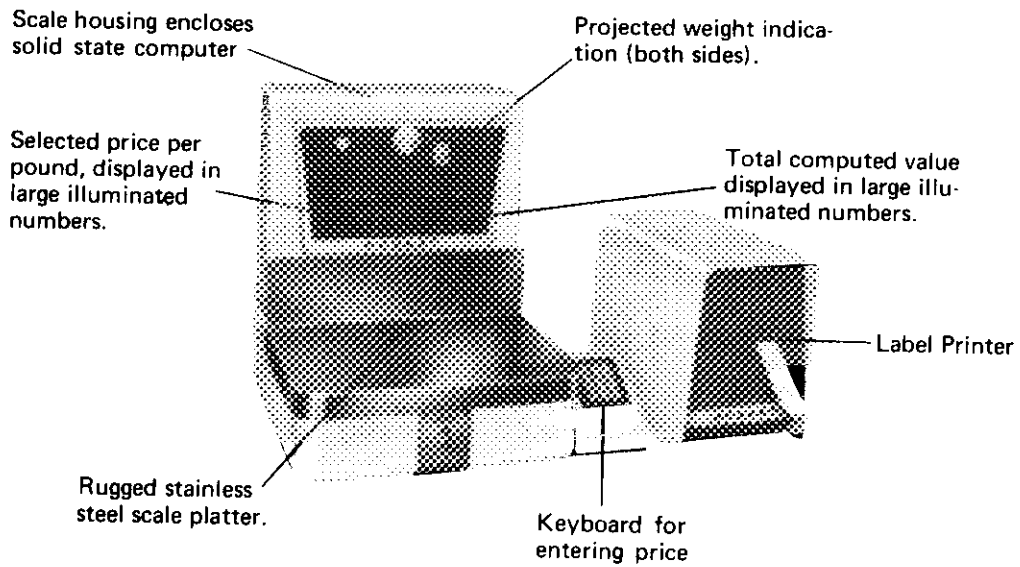 Scale housing encloses
solid state computer
Projected weight indica-
tion (both sides).
Selected price per
pound, displayed in
large illuminated
numbers.
Total computed value
displayed in large illu-
minated numbers.
Label Printer
Rugged stainless
steel scale platter.
Keyboard for
entering price